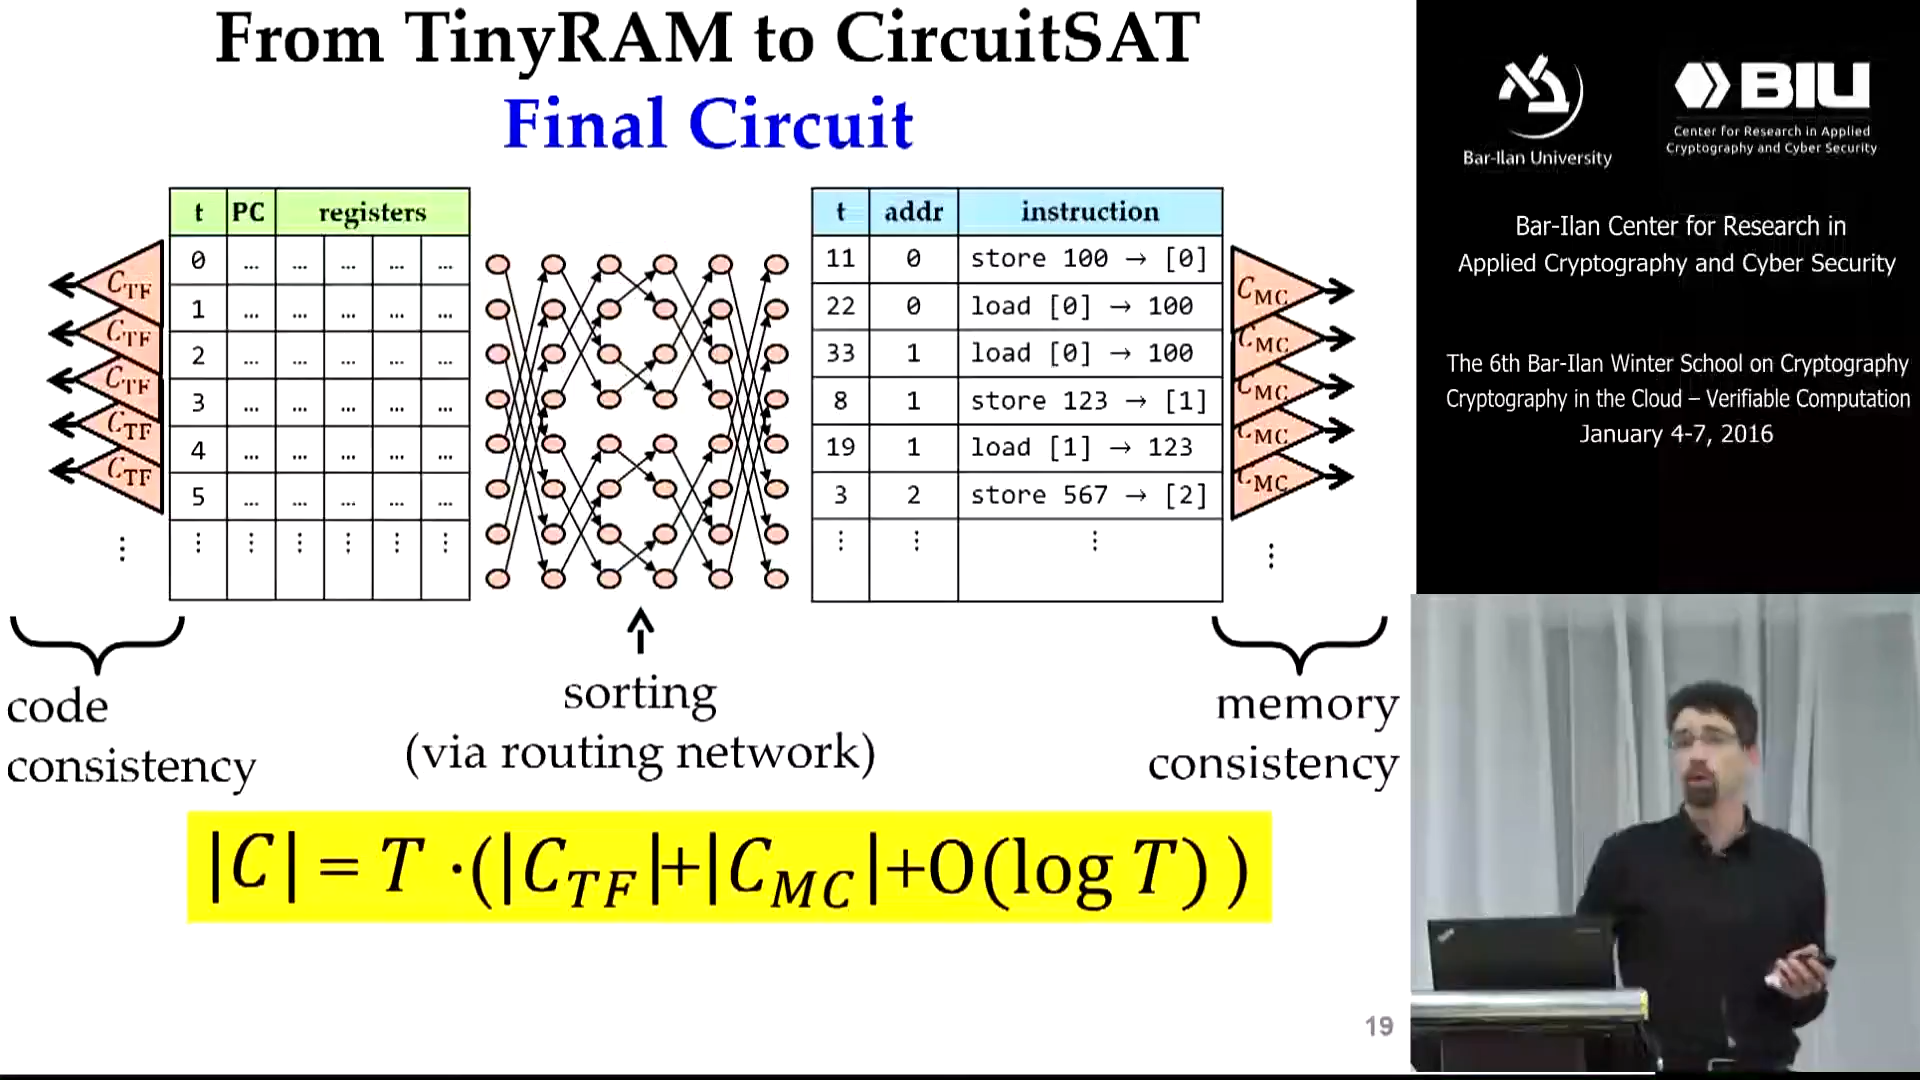 From TinyRAM to CircuitSAT
Final Circuit
t PC registers
0 ... ... ... ... ...
1 ... ... ... ... ...
2 ... ... ... ... ...
3 ... ... ... ... ...
4 ... ... ... ... ...
5 ... ... ... ... ...
⋮ ⋮ ⋮ ⋮ ⋮ ⋮
C_TF
C_TF
C_TF
C_TF
C_TF
⋮
t addr instruction
11 0 store 100 → [0]
22 0 load [0] → 100
33 1 load [0] → 100
8 1 store 123 → [1]
19 1 load [1] → 123
3 2 store 567 → [2]
⋮ ⋮ ⋮
C_MC
C_MC
C_MC
C_MC
C_MC
⋮
code
consistency
sorting
(via routing network)
memory
consistency
|C| = T ·(|C_TF|+|C_MC|+O(log T) )
19
Bar-Ilan University
BIU
Center for Research in Applied
Cryptography and Cyber Security
Bar-Ilan Center for Research in
Applied Cryptography and Cyber Security
The 6th Bar-Ilan Winter School on Cryptography
Cryptography in the Cloud – Verifiable Computation
January 4-7, 2016